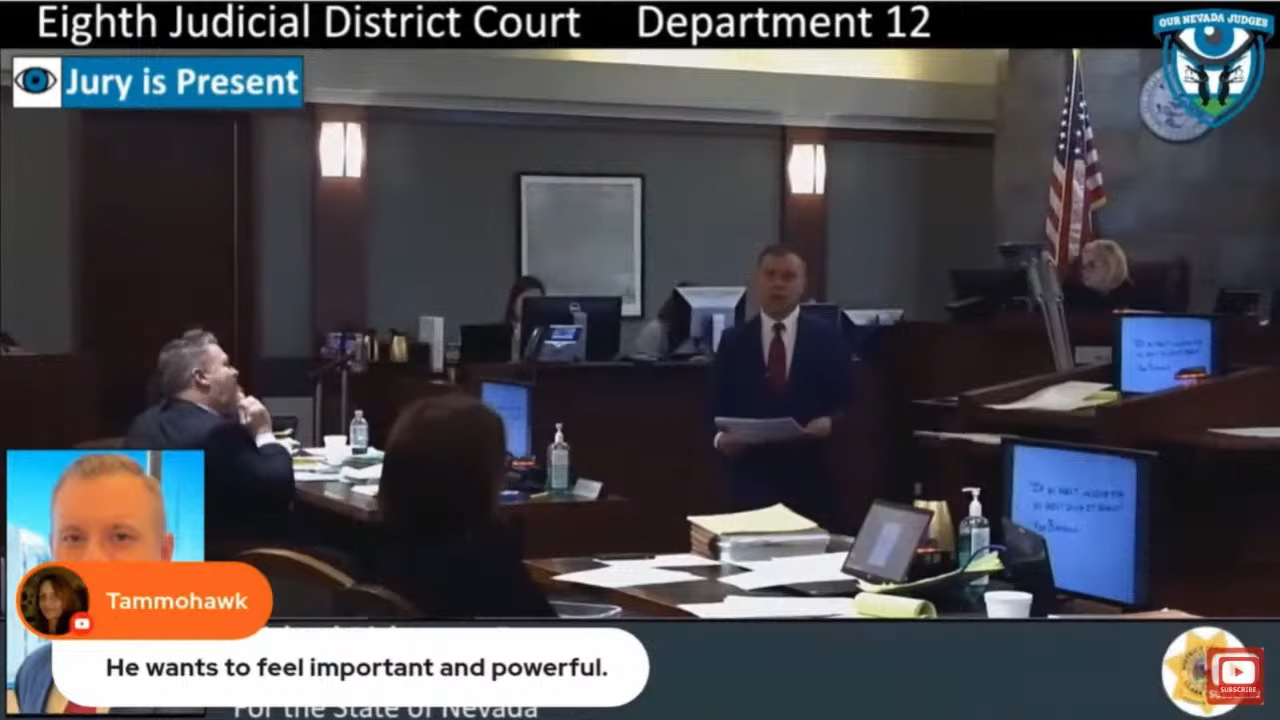 Eighth Judicial District Court Department 12
OUR NEVADA JUDGES
Jury is Present
Tammohawk
He wants to feel important and powerful.
For the State of Nevada
SUBSCRIBE